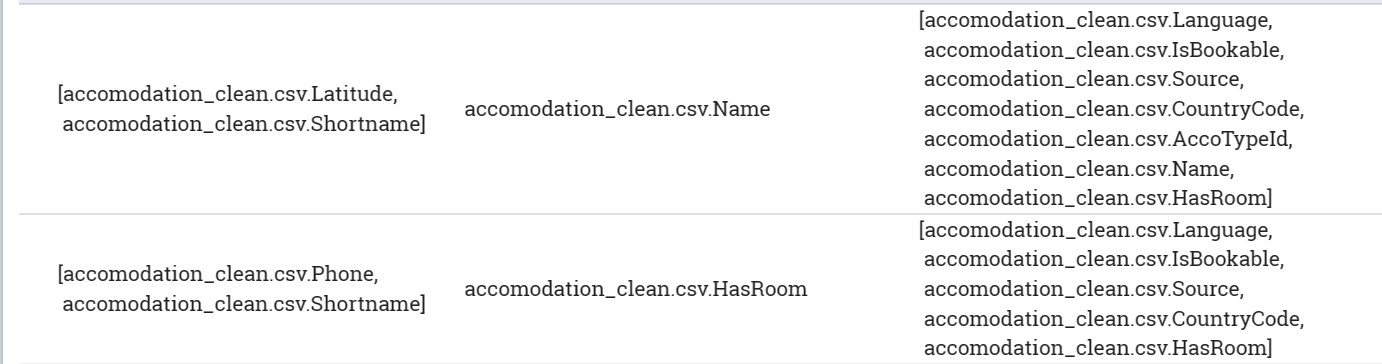 [accomodation_clean.csv.Latitude,
accomodation_clean.csv.Shortname]
accomodation_clean.csv.Name
[accomodation_clean.csv.Language,
accomodation_clean.csv.IsBookable,
accomodation_clean.csv.Source,
accomodation_clean.csv.CountryCode,
accomodation_clean.csv.AccoTypeId,
accomodation_clean.csv.Name,
accomodation_clean.csv.HasRoom]
[accomodation_clean.csv.Phone,
accomodation_clean.csv.Shortname]
accomodation_clean.csv.HasRoom
[accomodation_clean.csv.Language,
accomodation_clean.csv.IsBookable,
accomodation_clean.csv.Source,
accomodation_clean.csv.CountryCode,
accomodation_clean.csv.HasRoom]